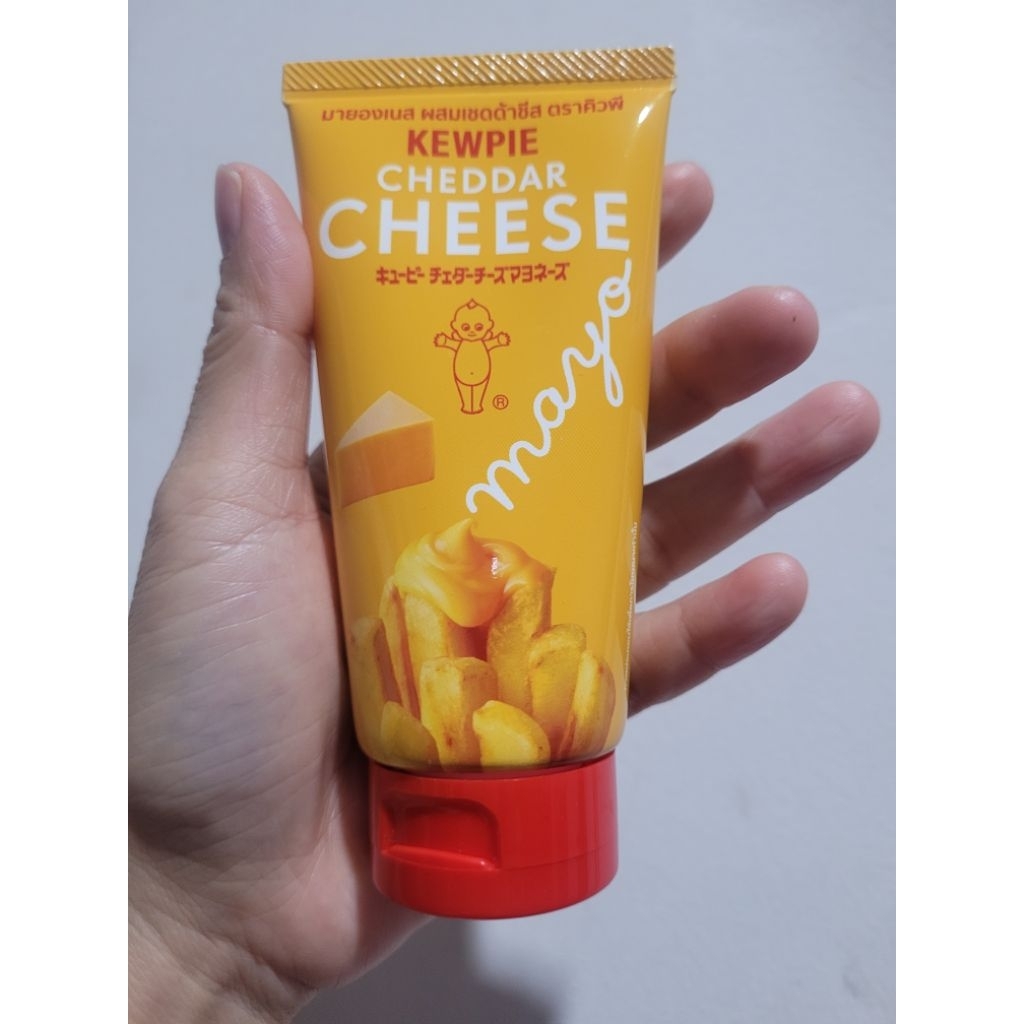 มายองเนส ผสมเชดด้าชีส ตราคิวพี
KEWPIE
CHEDDAR
CHEESE
キューピー チェダーチーズマヨネーズ
mayo
®